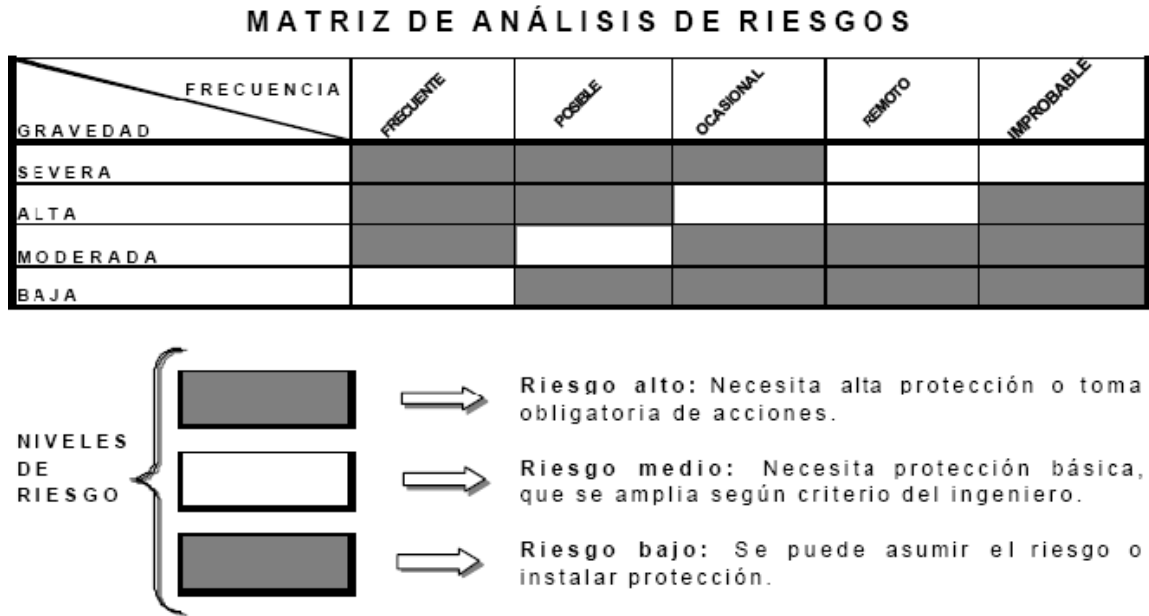 MATRIZ DE ANÁLISIS DE RIESGOS
FRECUENCIA
GRAVEDAD
FRECUENTE
POSIBLE
OCASIONAL
REMOTO
IMPROBABLE
SEVERA
ALTA
MODERADA
BAJA
NIVELES
DE
RIESGO
Riesgo alto: Necesita alta protección o toma
obligatoria de acciones.
Riesgo medio: Necesita protección básica,
que se amplia según criterio del ingeniero.
Riesgo bajo: Se puede asumir el riesgo o
instalar protección.